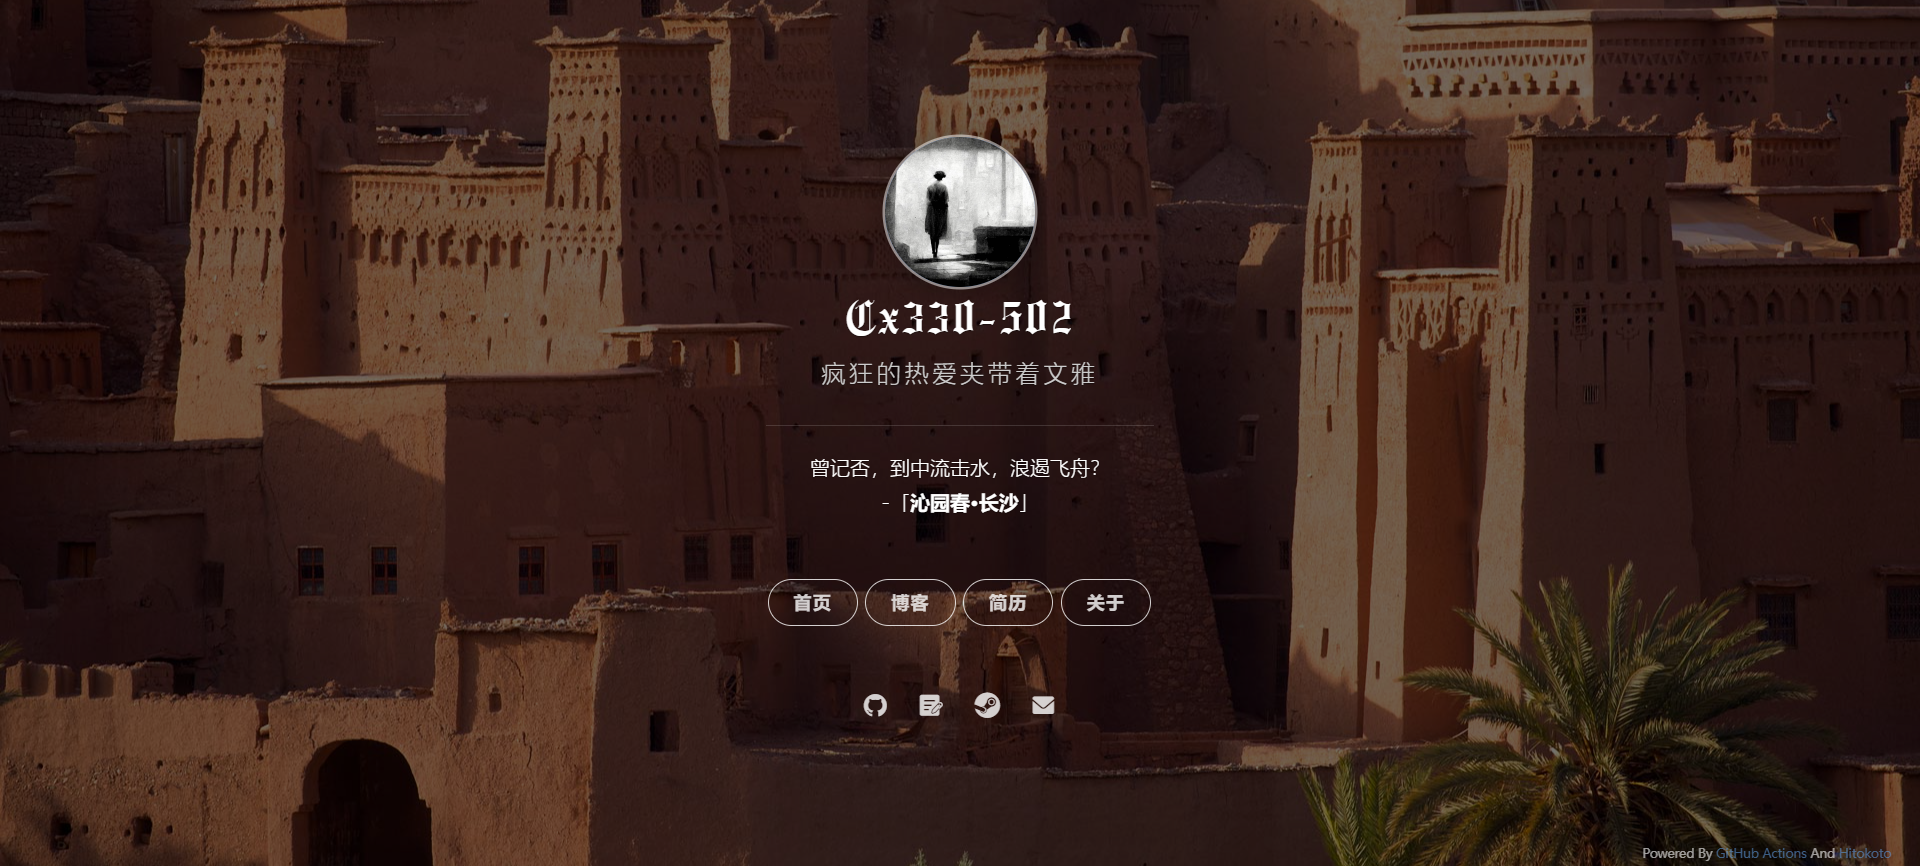 Cx330-502
疯狂的热爱夹带着文雅
曾记否，到中流击水，浪遏飞舟？
-「沁园春·长沙」
首页 博客 简历 关于
Powered By GitHub Actions And Hitokoto